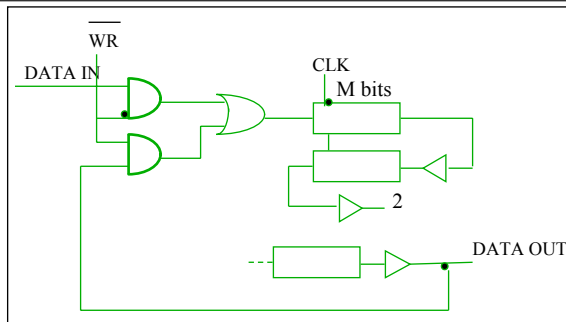 WR
DATA IN
CLK
M bits
2
DATA OUT